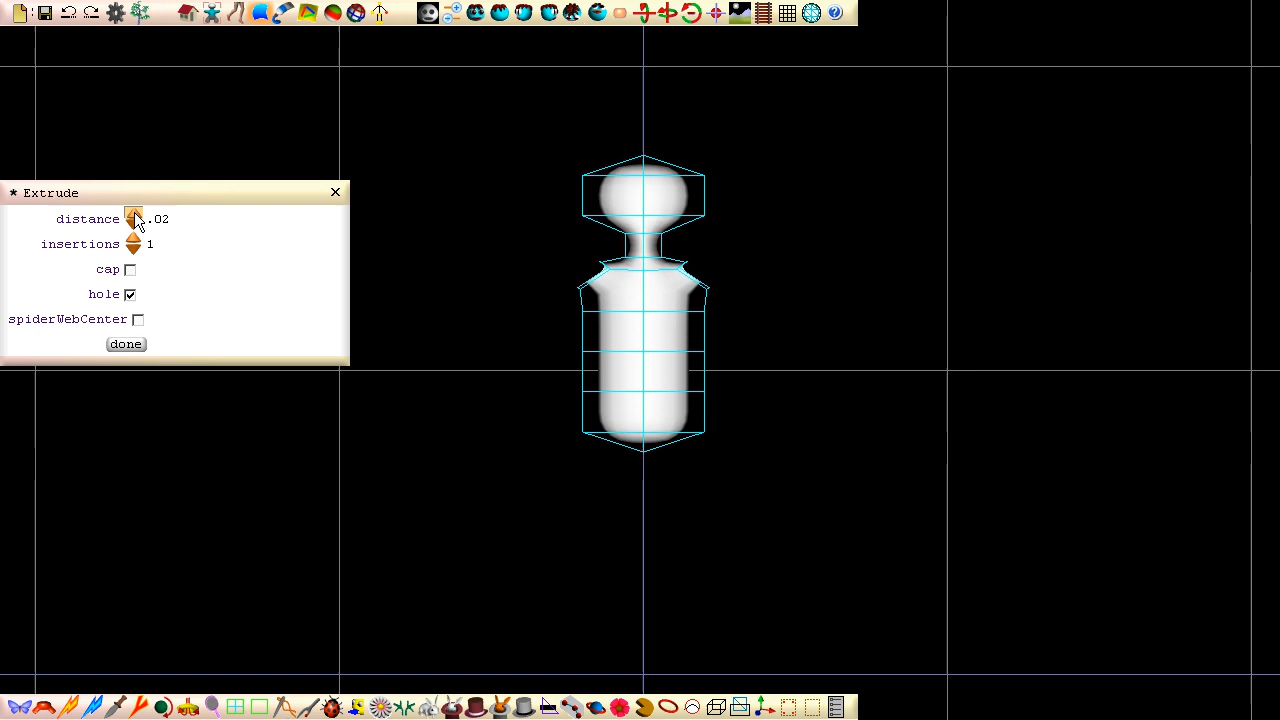 * Extrude
distance .02
insertions 1
cap
hole
spiderWebCenter
done